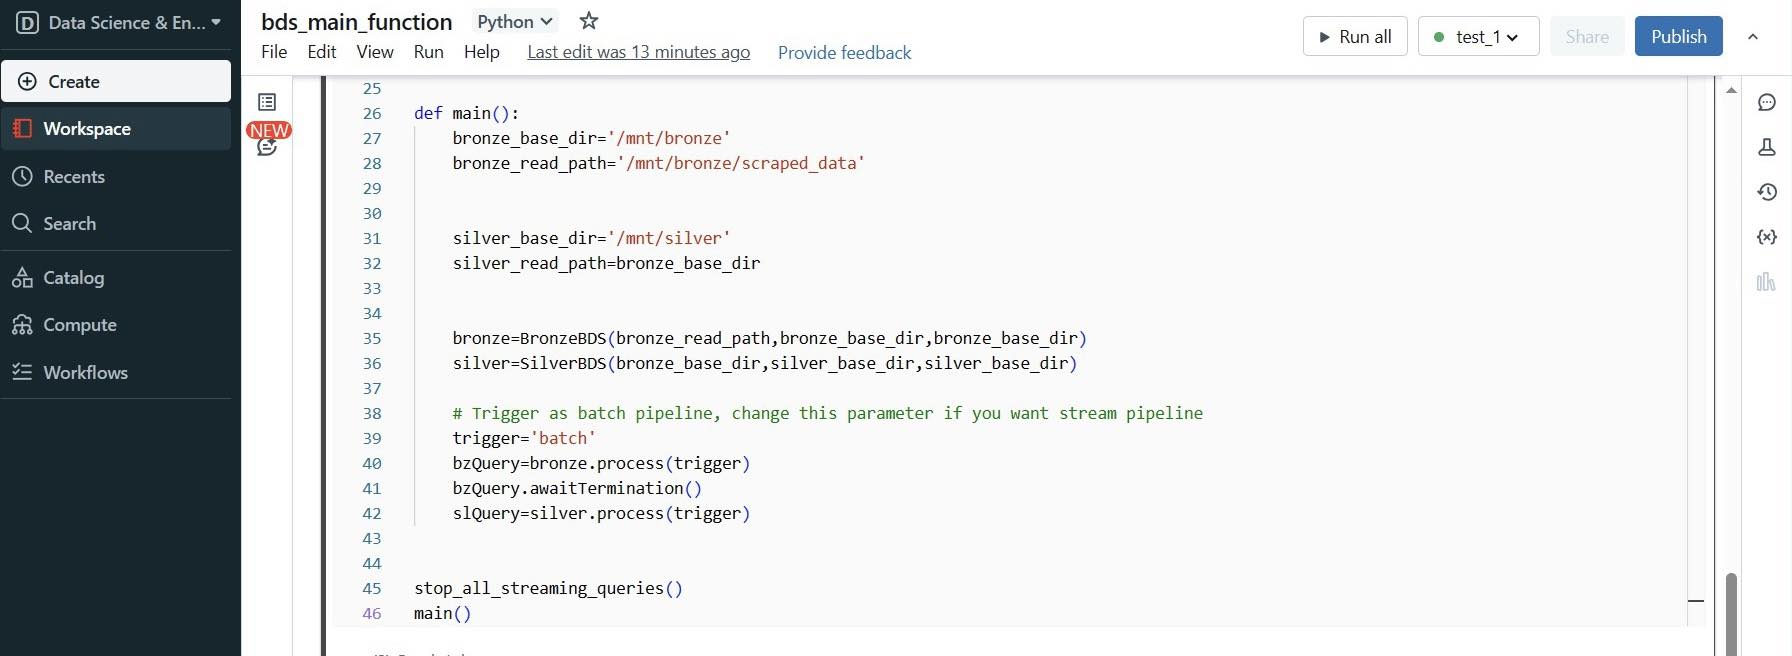 Data Science & En...
Create
Workspace
Recents
Search
Catalog
Compute
Workflows
bds_main_function Python
File Edit View Run Help Last edit was 13 minutes ago Provide feedback
Run all test_1 Share Publish
NEW
25
26 def main():
27 bronze_base_dir='/mnt/bronze'
28 bronze_read_path='/mnt/bronze/scraped_data'
29
30
31 silver_base_dir='/mnt/silver'
32 silver_read_path=bronze_base_dir
33
34
35 bronze=BronzeBDS(bronze_read_path,bronze_base_dir,bronze_base_dir)
36 silver=SilverBDS(bronze_base_dir,silver_base_dir,silver_base_dir)
37
38 # Trigger as batch pipeline, change this parameter if you want stream pipeline
39 trigger='batch'
40 bzQuery=bronze.process(trigger)
41 bzQuery.awaitTermination()
42 slQuery=silver.process(trigger)
43
44
45 stop_all_streaming_queries()
46 main()